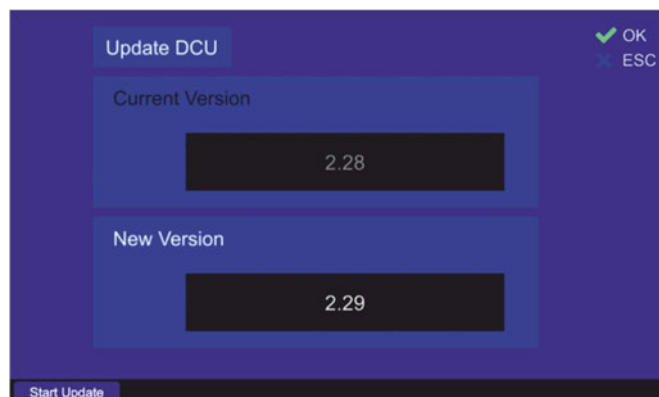 Update DCU
OK
ESC
Current Version
2.28
New Version
2.29
Start Update